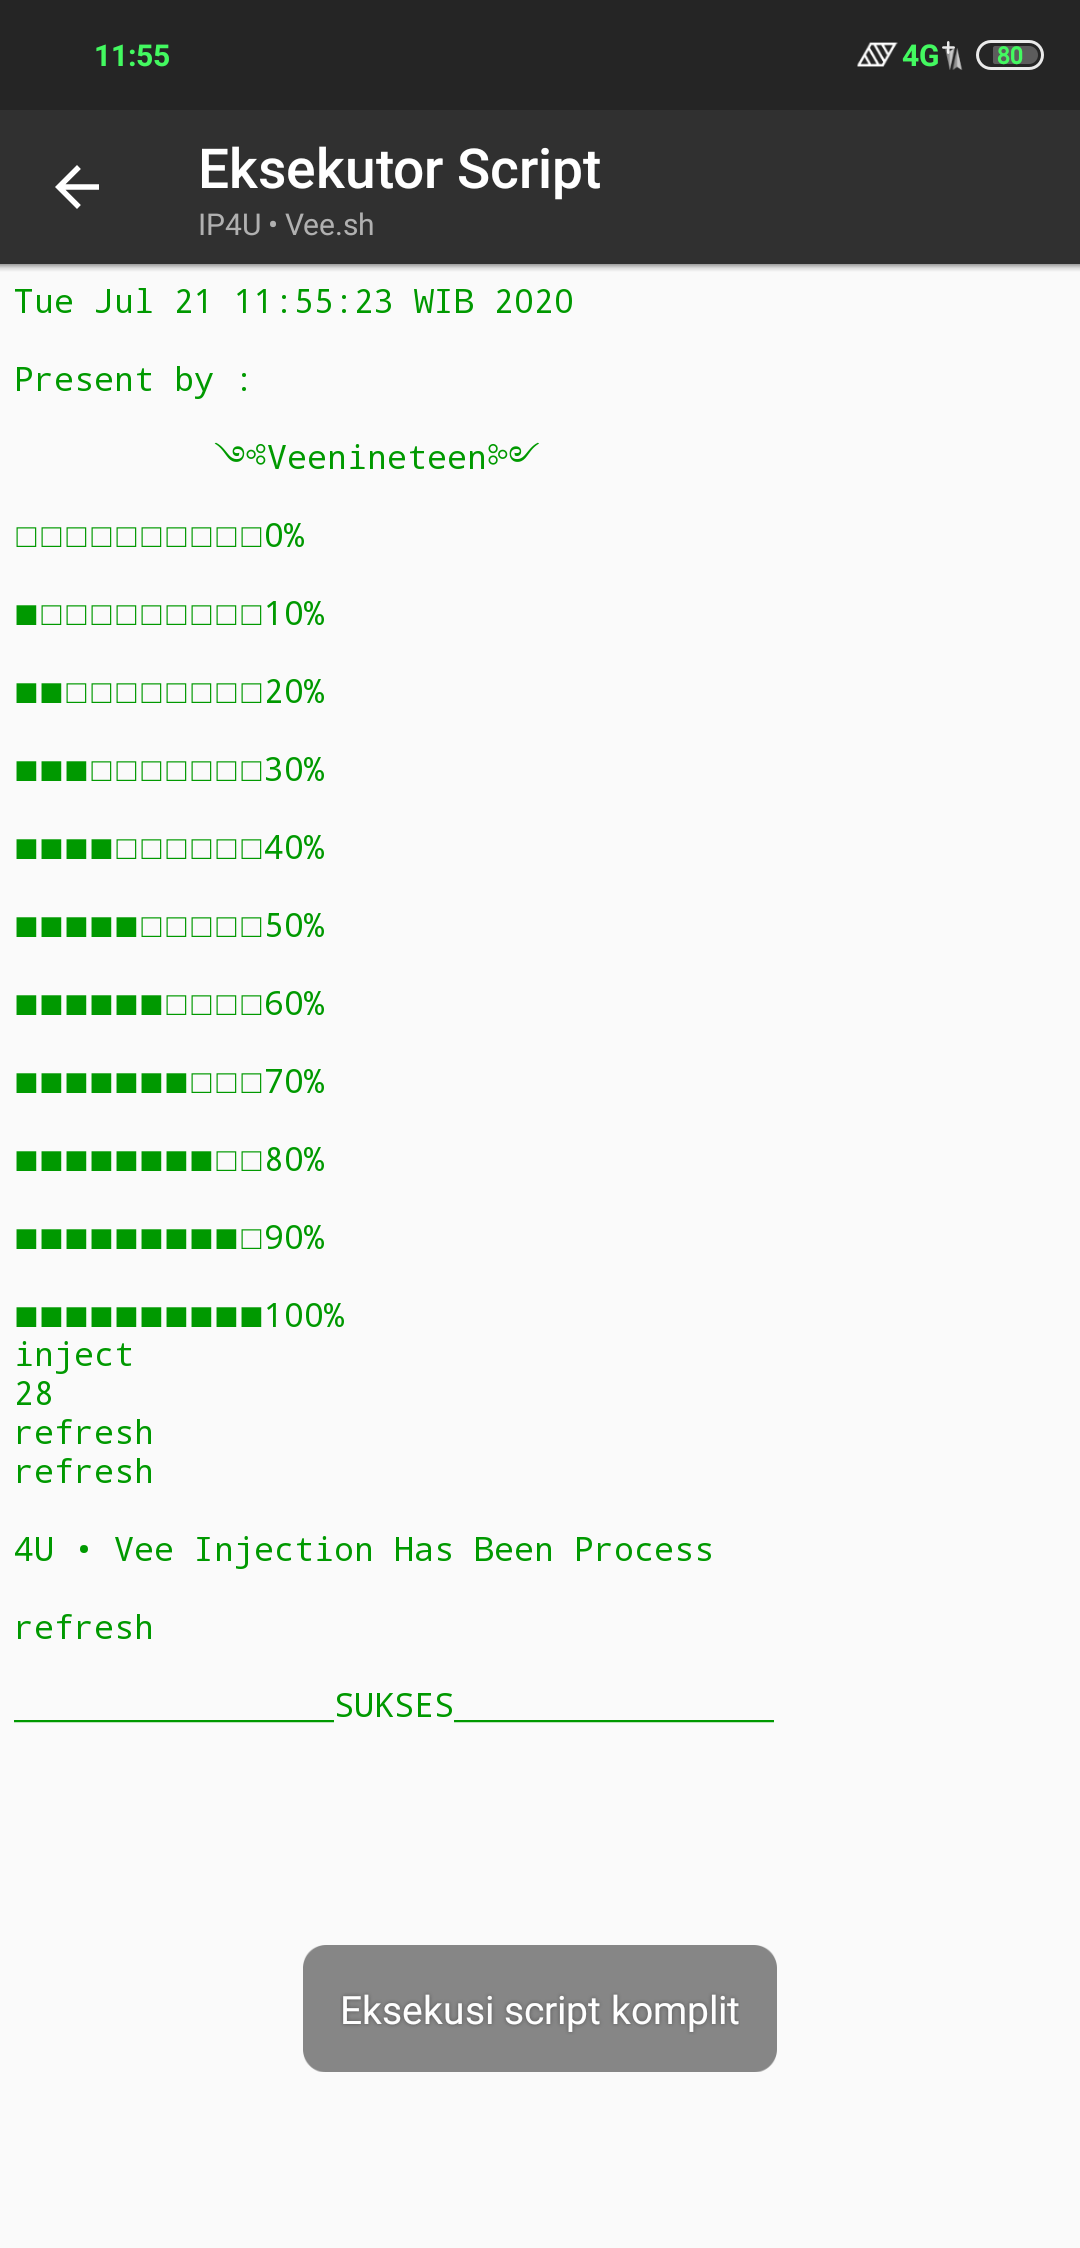 11:55
4G+ 80
Eksekutor Script
IP4U • Vee.sh
Tue Jul 21 11:55:23 WIB 2020
Present by :
༄༻Veenineteen༺࿐
□□□□□□□□□□0%
■□□□□□□□□□10%
■■□□□□□□□□20%
■■■□□□□□□□30%
■■■■□□□□□□40%
■■■■■□□□□□50%
■■■■■■□□□□60%
■■■■■■■□□□70%
■■■■■■■■□□80%
■■■■■■■■■□90%
■■■■■■■■■■100%
inject
28
refresh
refresh
4U • Vee Injection Has Been Process
refresh
________________SUKSES________________
Eksekusi script komplit